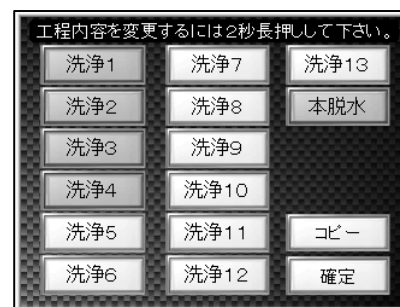 工程内容を変更するには2秒長押しして下さい。
洗浄1 洗浄7 洗浄13
洗浄2 洗浄8 本脱水
洗浄3 洗浄9
洗浄4 洗浄10
洗浄5 洗浄11 コピー
洗浄6 洗浄12 確定